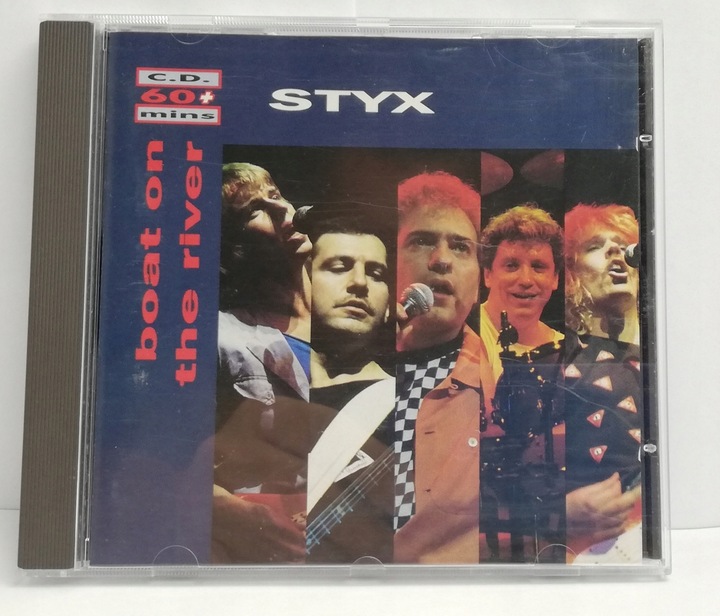 C.D.
60+
mins
STYX
boat on
the river